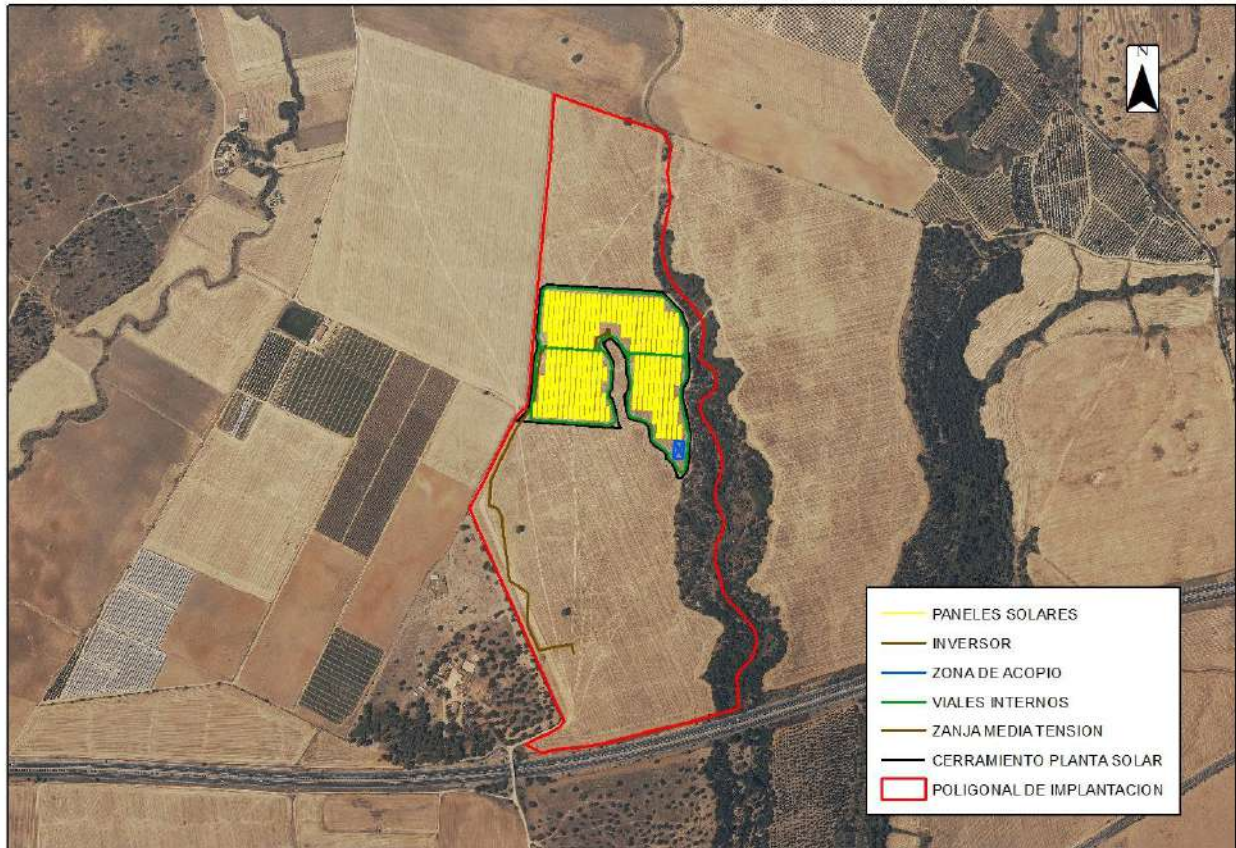 N
PANELES SOLARES
INVERSOR
ZONA DE ACOPIO
VIALES INTERNOS
ZANJA MEDIA TENSION
CERRAMIENTO PLANTA SOLAR
POLIGONAL DE IMPLANTACION